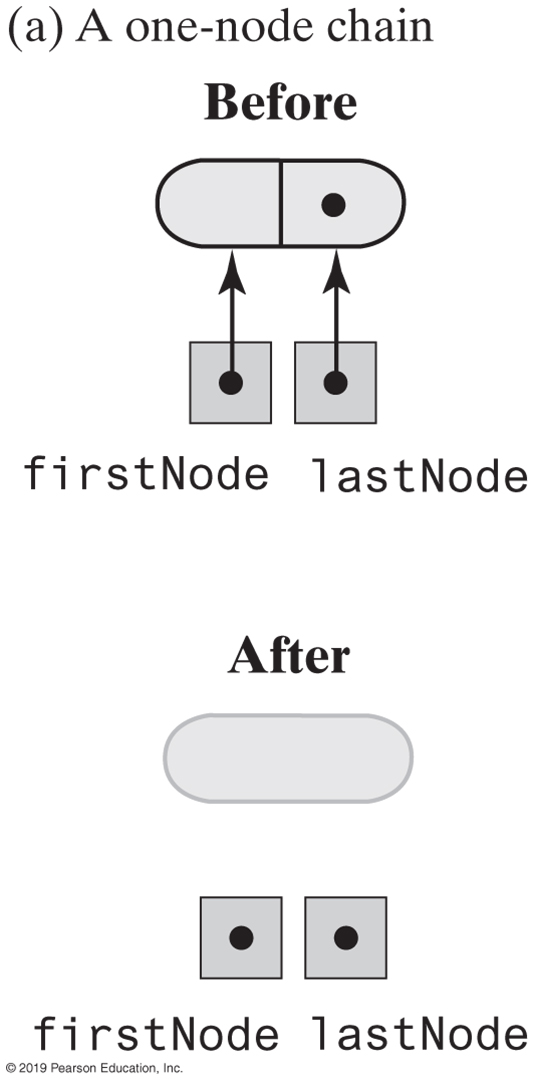 (a) A one-node chain
Before
firstNode lastNode
After
firstNode lastNode
© 2019 Pearson Education, Inc.